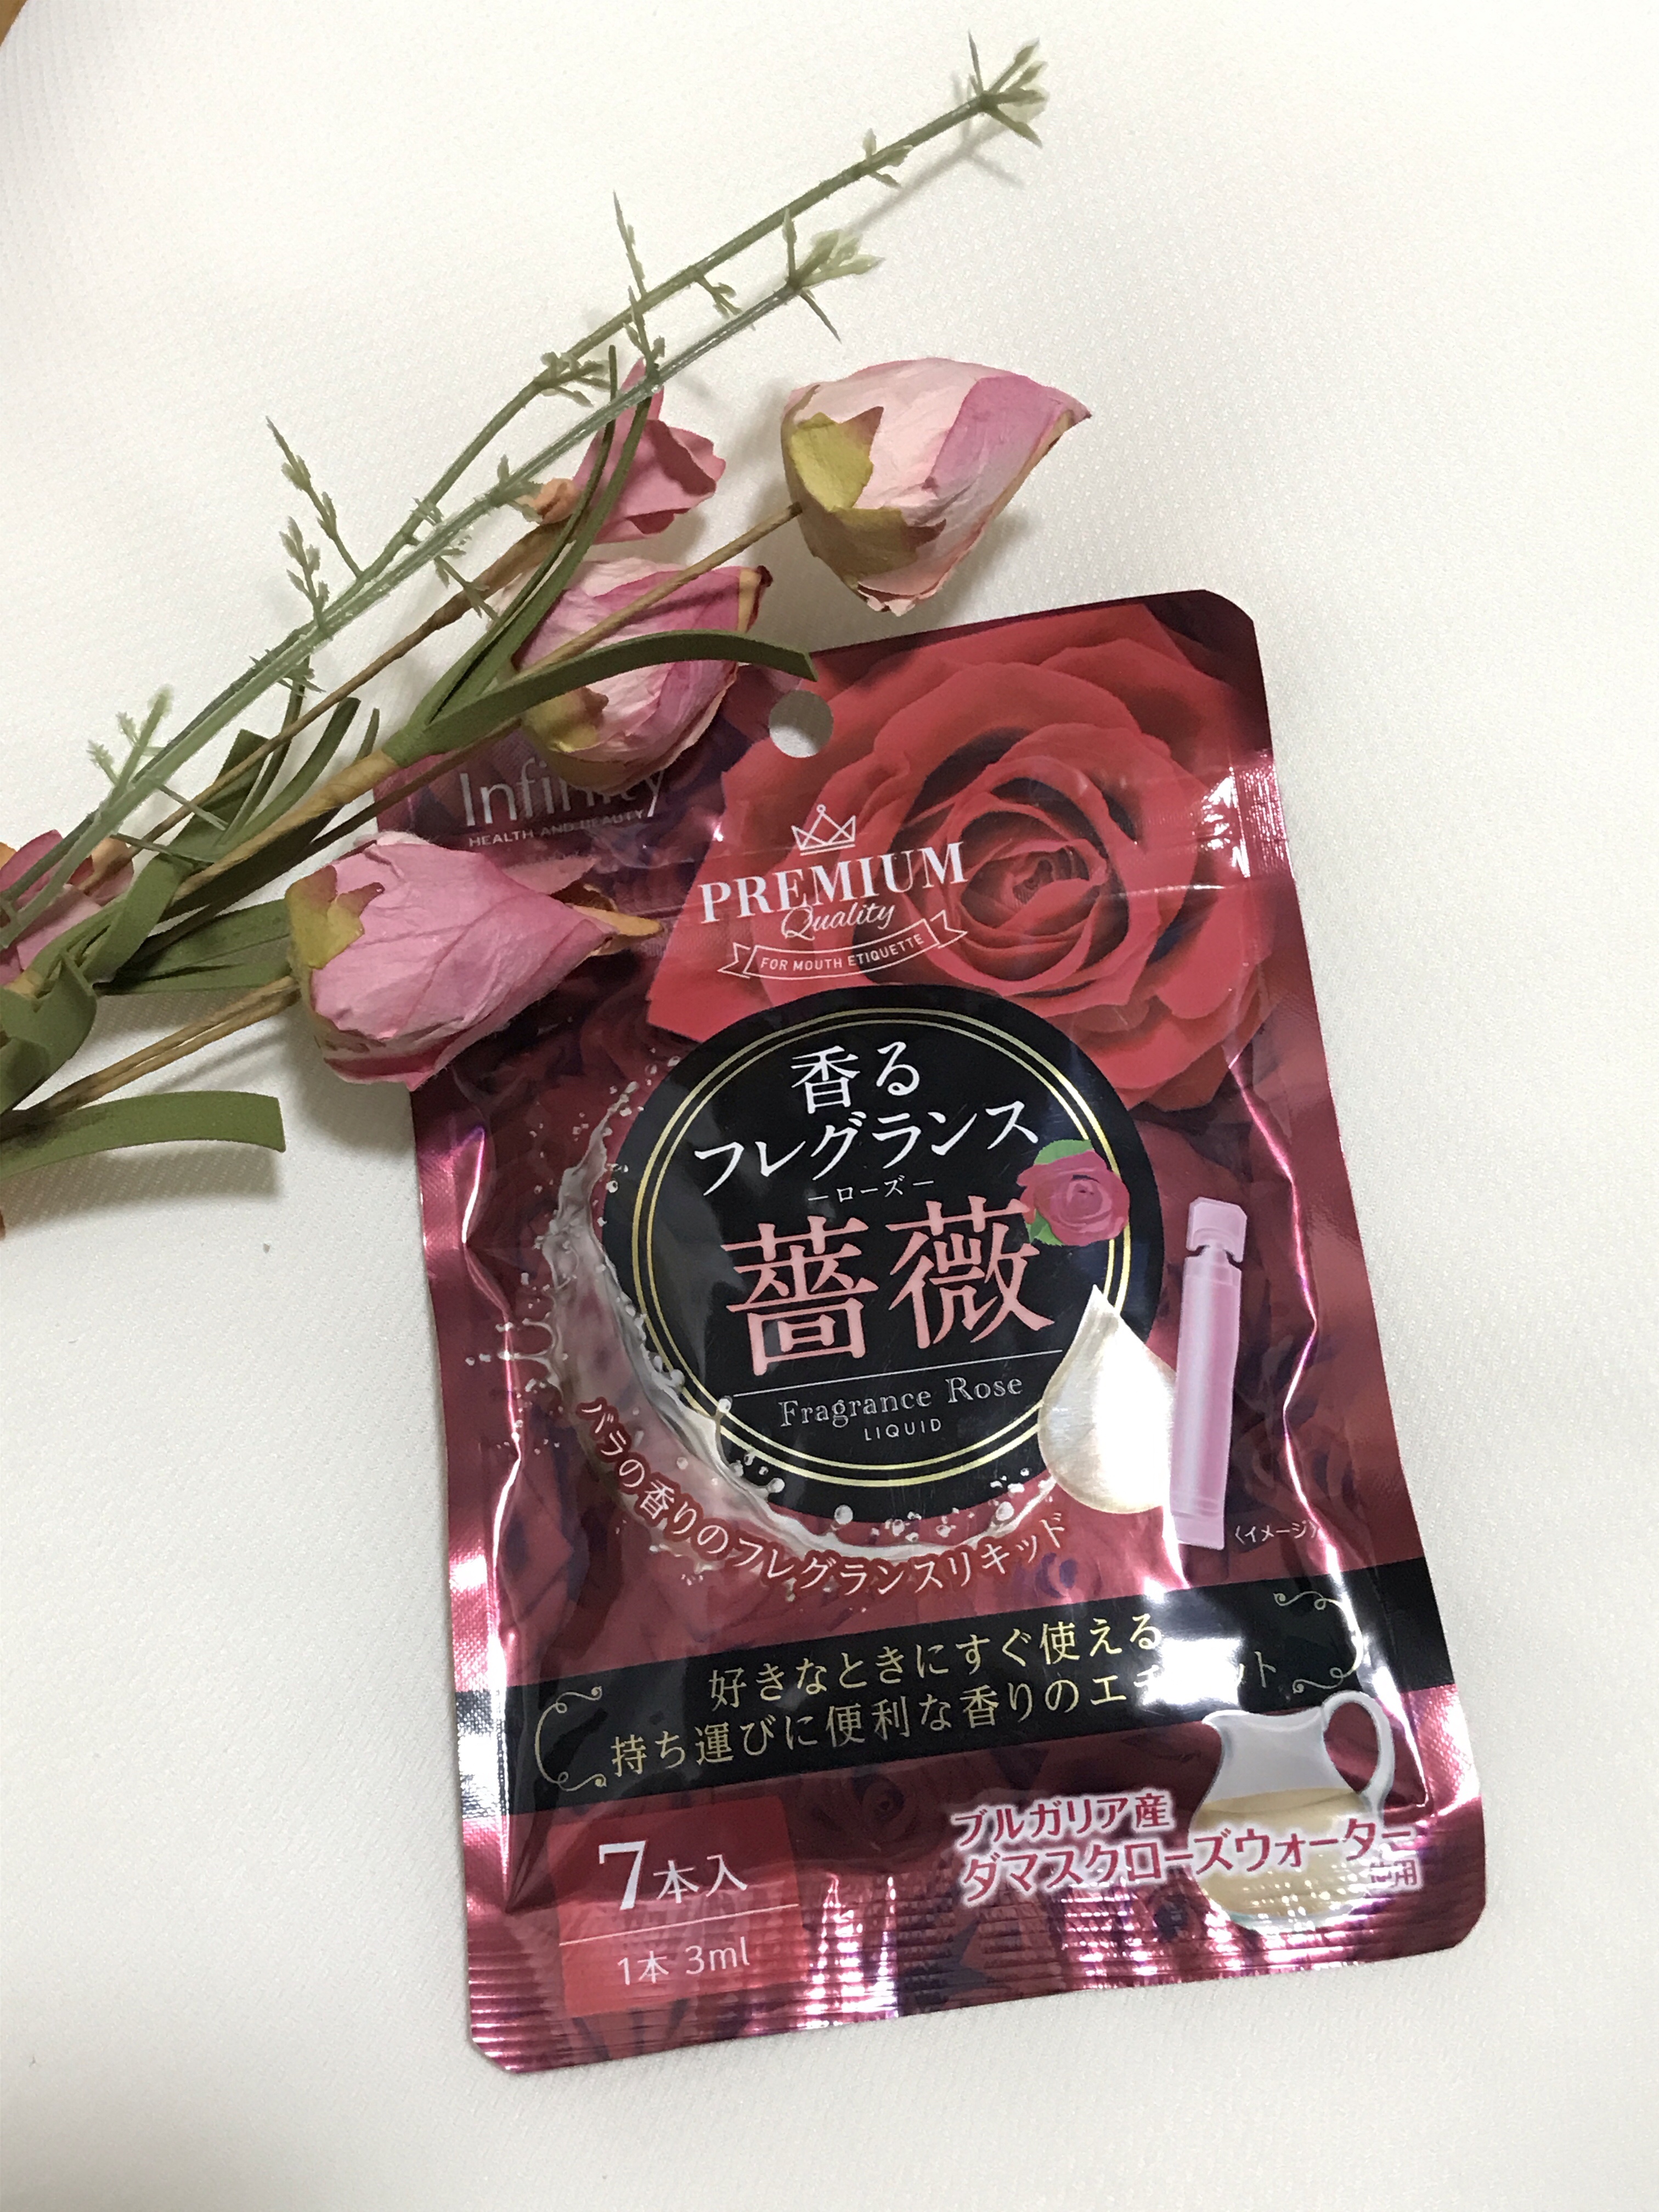 Infinity
HEALTH AND BEAUTY
PREMIUM
Quality
FOR MOUTH ETIQUETTE
香る
フレグランス
ーローズー
薔薇
Fragrance Rose
LIQUID
バラの香りのフレグランスリキッド
〈イメージ〉
好きなときにすぐ使える
持ち運びに便利な香りのエチケット
7本入
1本 3ml
ブルガリア産
ダマスクローズウォーター
使用